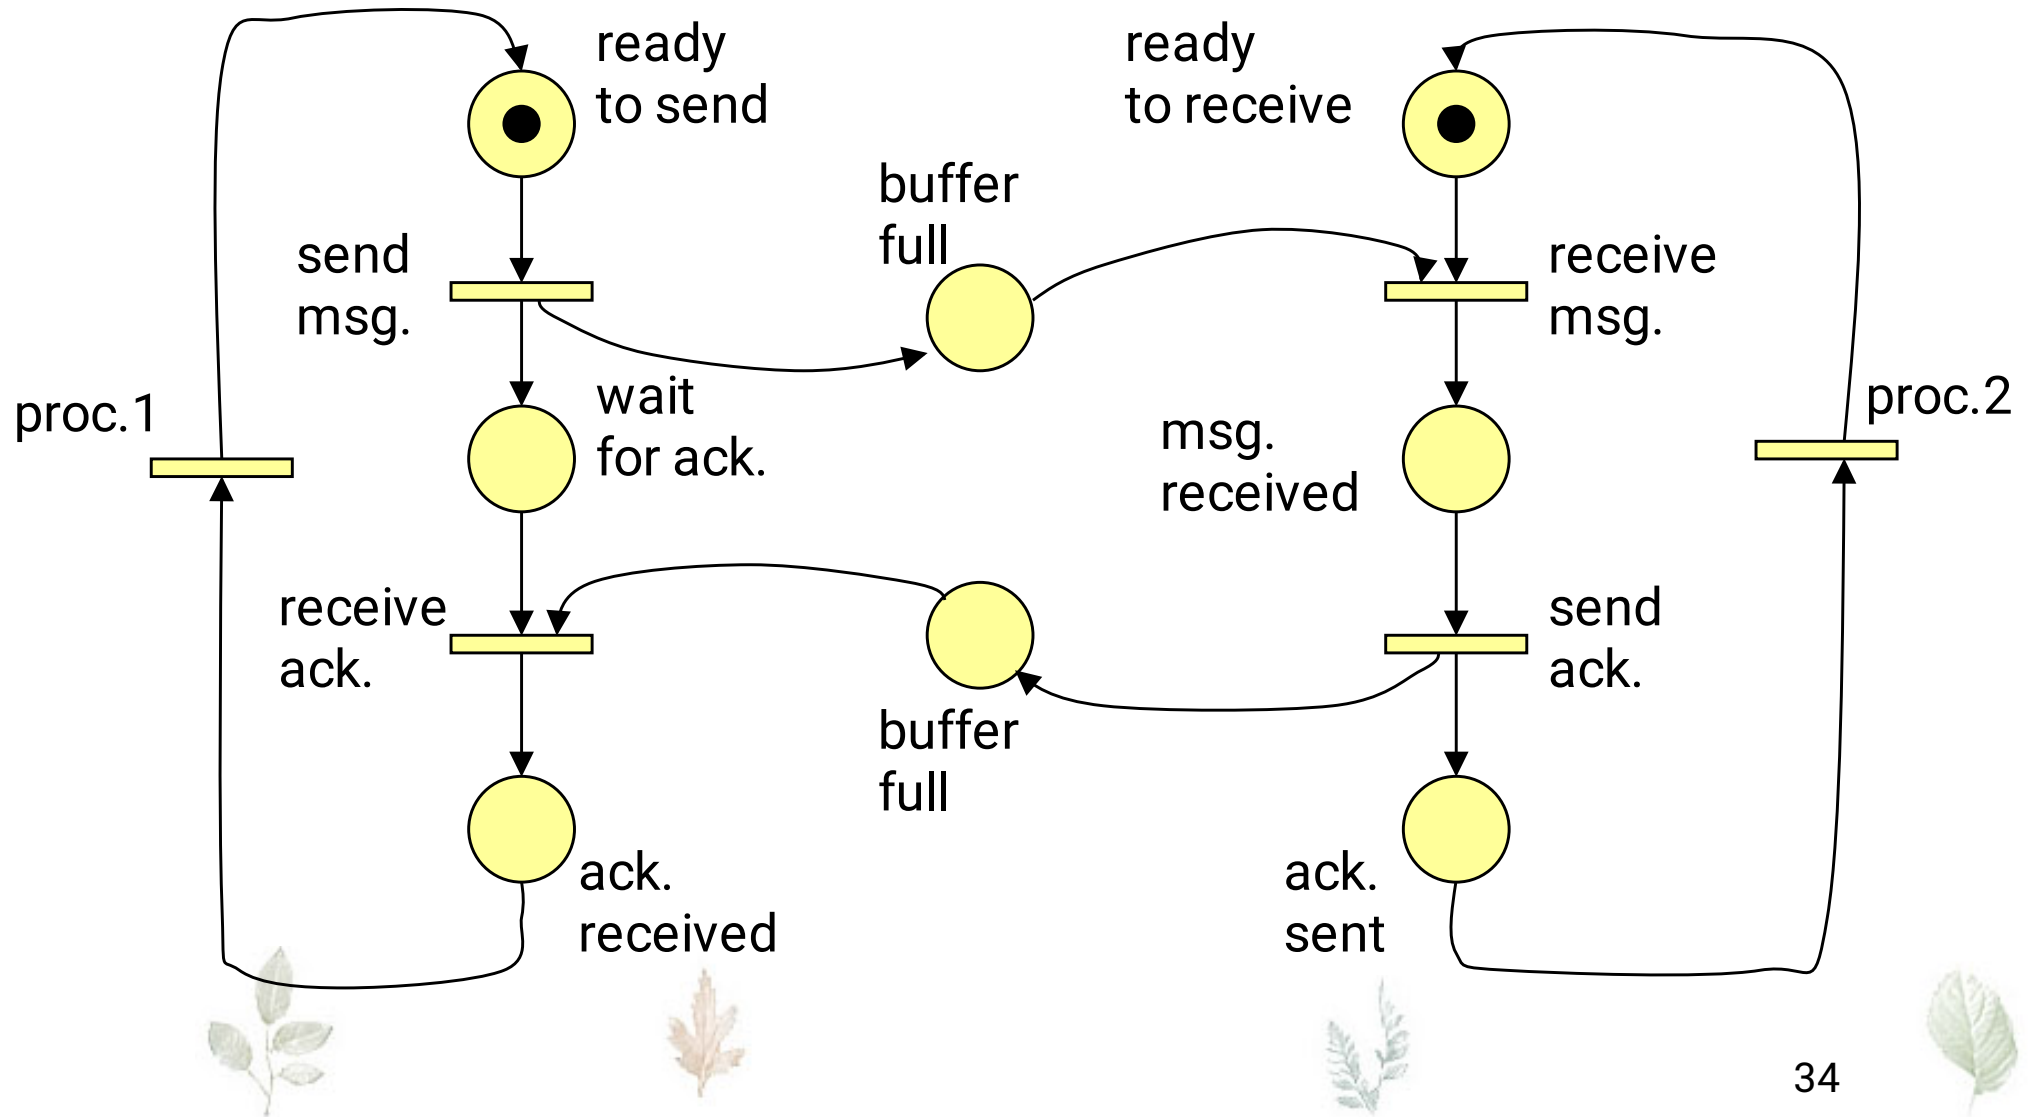 ready
to send
ready
to receive
buffer
full
send
msg.
receive
msg.
proc.1
wait
for ack.
msg.
received
proc.2
receive
ack.
send
ack.
buffer
full
ack.
received
ack.
sent
34